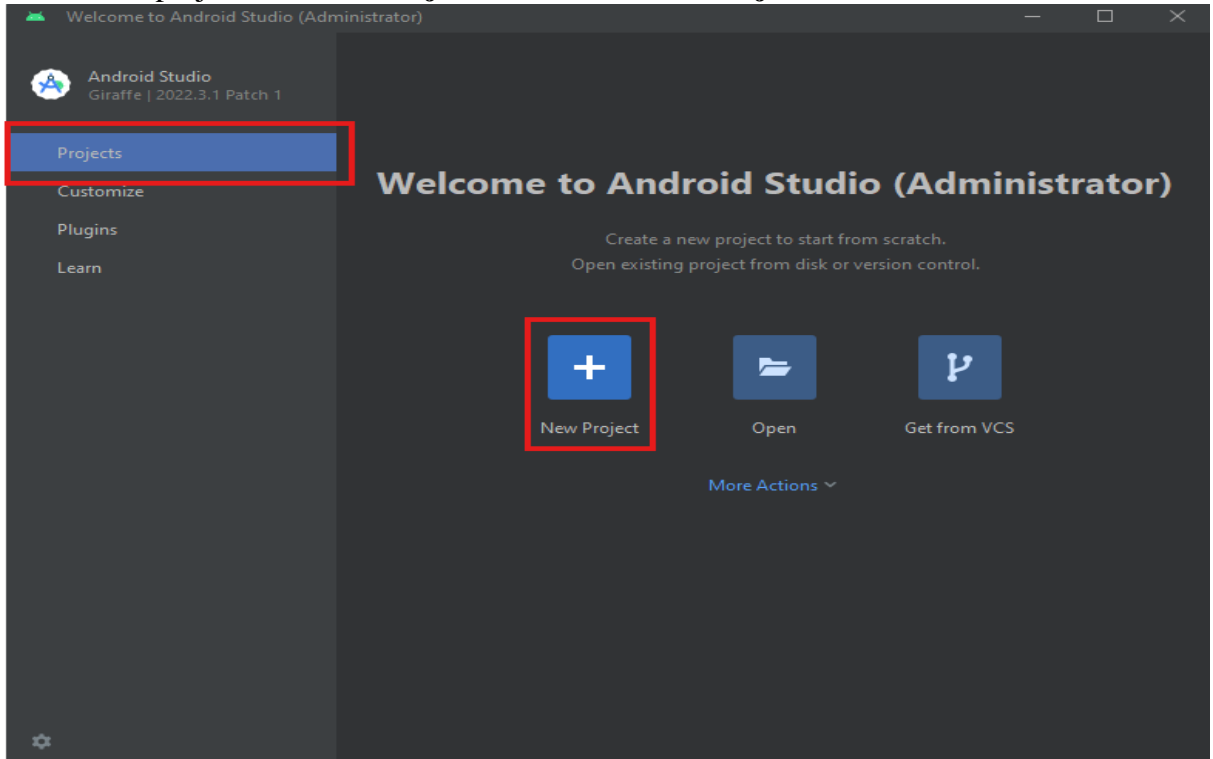 Welcome to Android Studio (Administrator)
Android Studio
Giraffe | 2022.3.1 Patch 1
Projects
Customize
Plugins
Learn
Welcome to Android Studio (Administrator)
Create a new project to start from scratch.
Open existing project from disk or version control.
New Project
Open
Get from VCS
More Actions